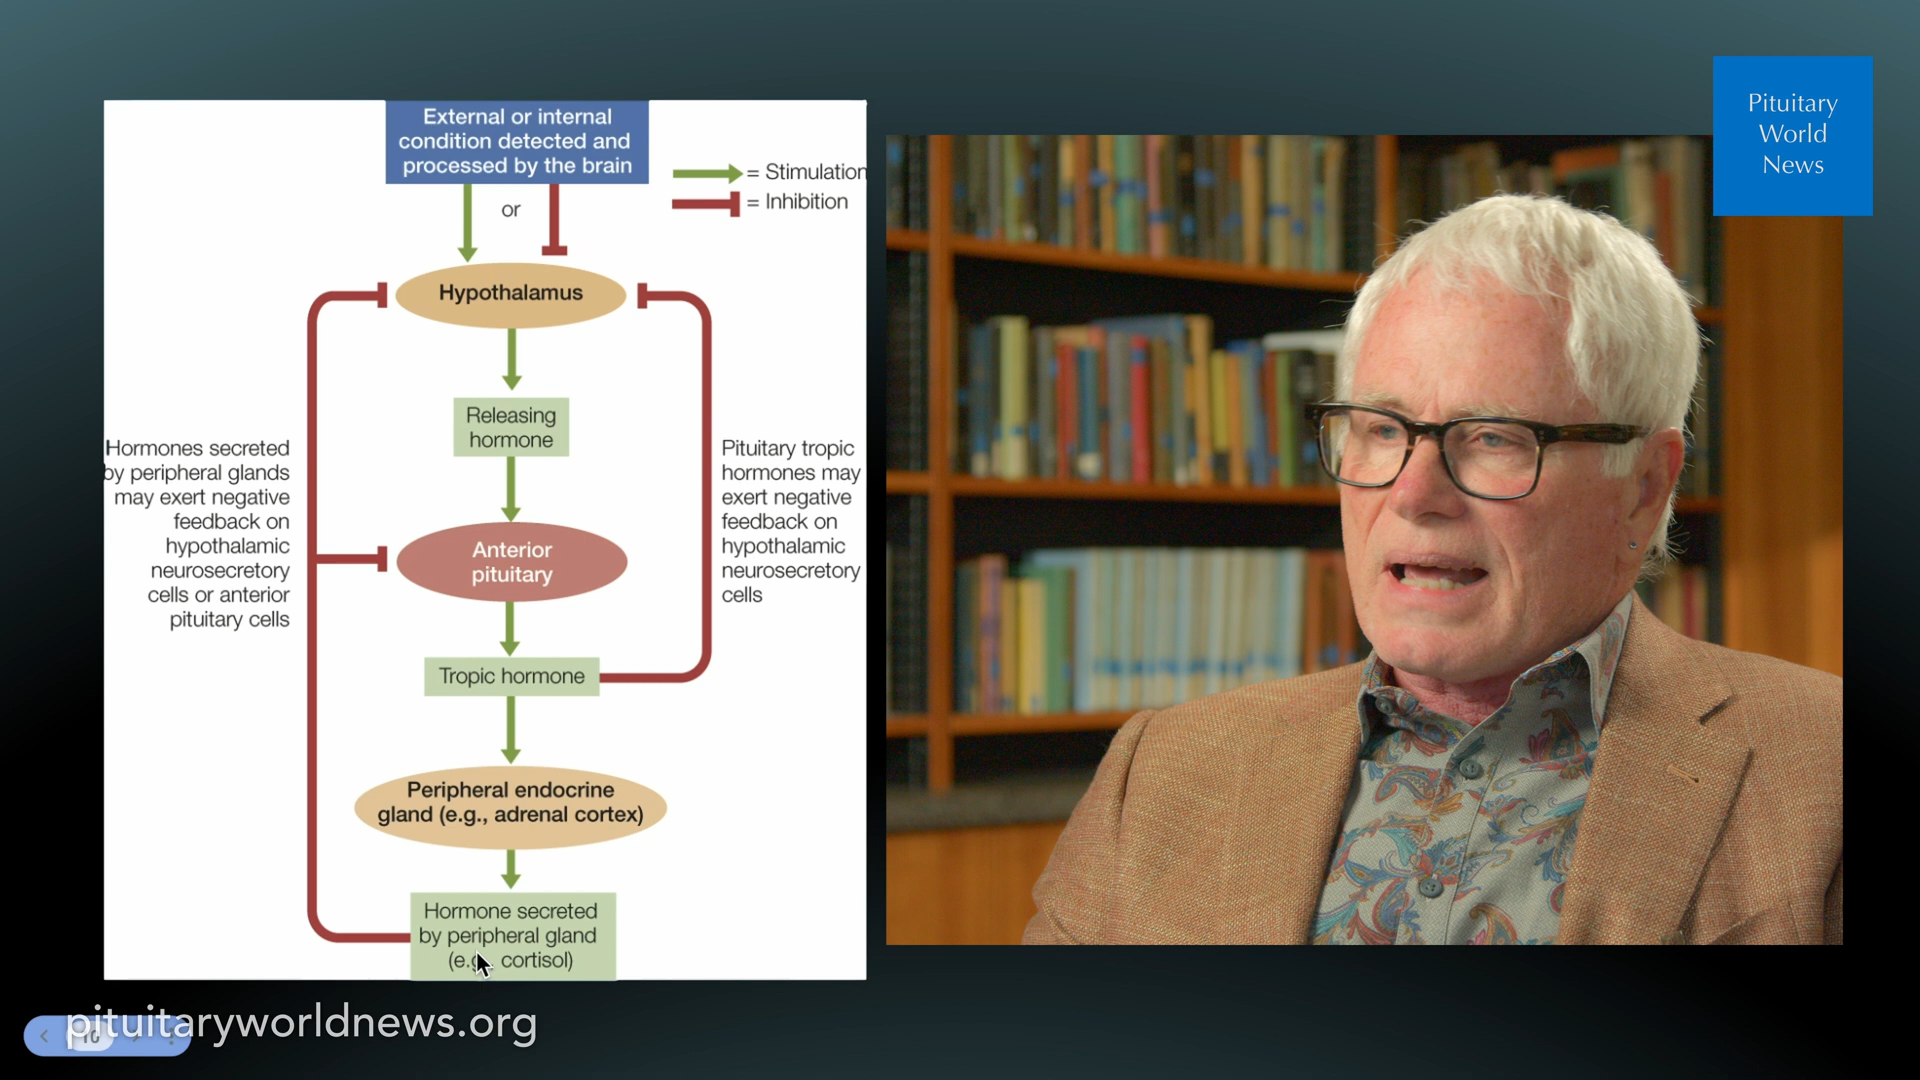 External or internal
condition detected and
processed by the brain
= Stimulation
= Inhibition
or
Hypothalamus
Releasing
hormone
Hormones secreted
by peripheral glands
may exert negative
feedback on
hypothalamic
neurosecretory
cells or anterior
pituitary cells
Pituitary tropic
hormones may
exert negative
feedback on
hypothalamic
neurosecretory
cells
Anterior
pituitary
Tropic hormone
Peripheral endocrine
gland (e.g., adrenal cortex)
Hormone secreted
by peripheral gland
(e.g., cortisol)
Pituitary
World
News
pituitaryworldnews.org